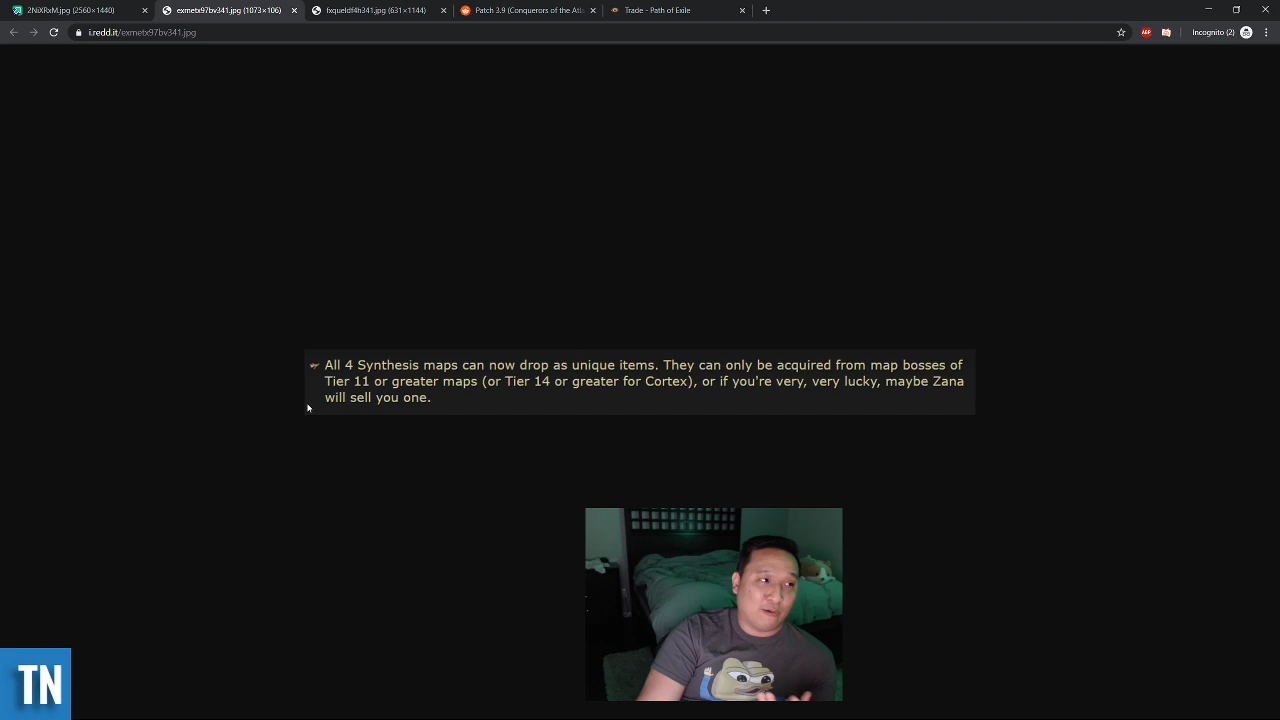 2NiXRxM.jpg (2560×1440)
exmetx97bv341.jpg (1073×106)
fxqueldf4h341.jpg (631×1144)
Patch 3.9 (Conquerors of the Atl
Trade - Path of Exile
i.redd.it/exmetx97bv341.jpg
ABP
Incognito (2)
All 4 Synthesis maps can now drop as unique items. They can only be acquired from map bosses of
Tier 11 or greater maps (or Tier 14 or greater for Cortex), or if you're very, very lucky, maybe Zana
will sell you one.
TN